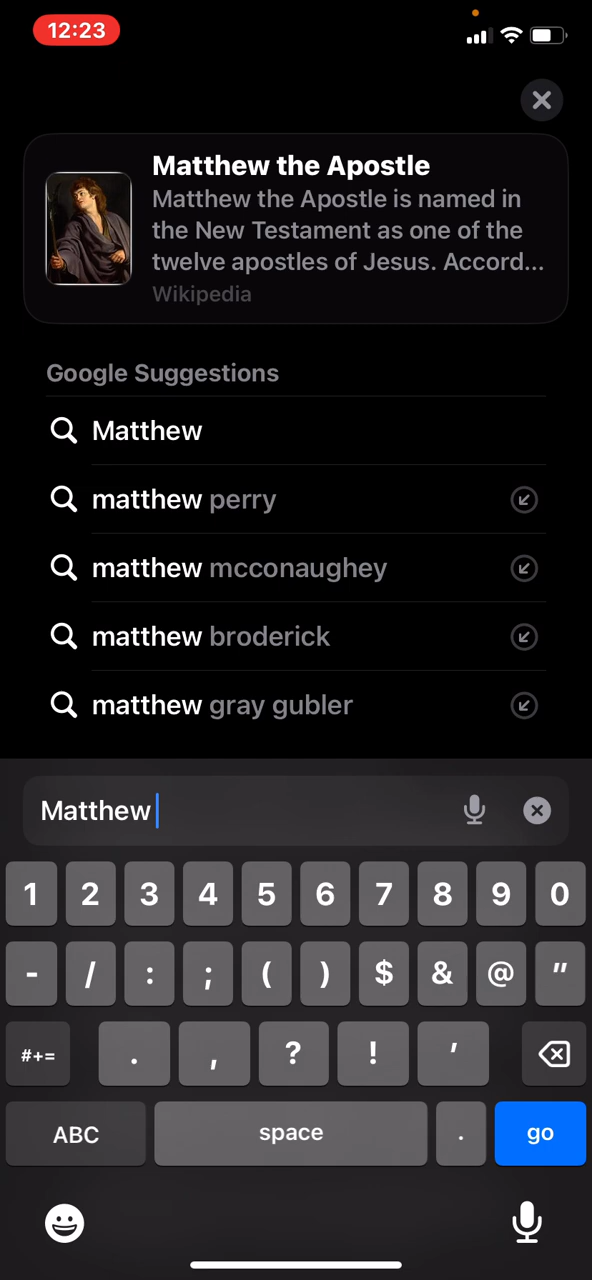 12:23
Matthew the Apostle
Matthew the Apostle is named in
the New Testament as one of the
twelve apostles of Jesus. Accord...
Wikipedia
Google Suggestions
Matthew
matthew perry
matthew mcconaughey
matthew broderick
matthew gray gubler
Matthew
1 2 3 4 5 6 7 8 9 0
- / : ; ( ) $ & @ "
#+= . , ? ! '
ABC space . go